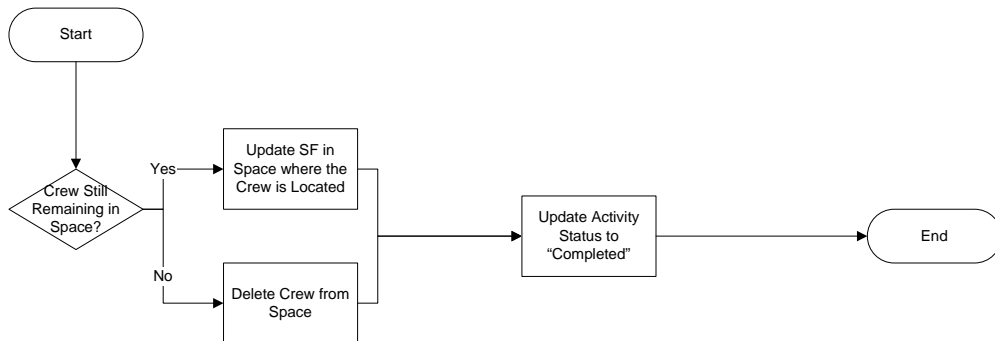 Start
Crew Still
Remaining in
Space?
Yes
No
Update SF in
Space where the
Crew is Located
Delete Crew from
Space
Update Activity
Status to
“Completed”
End